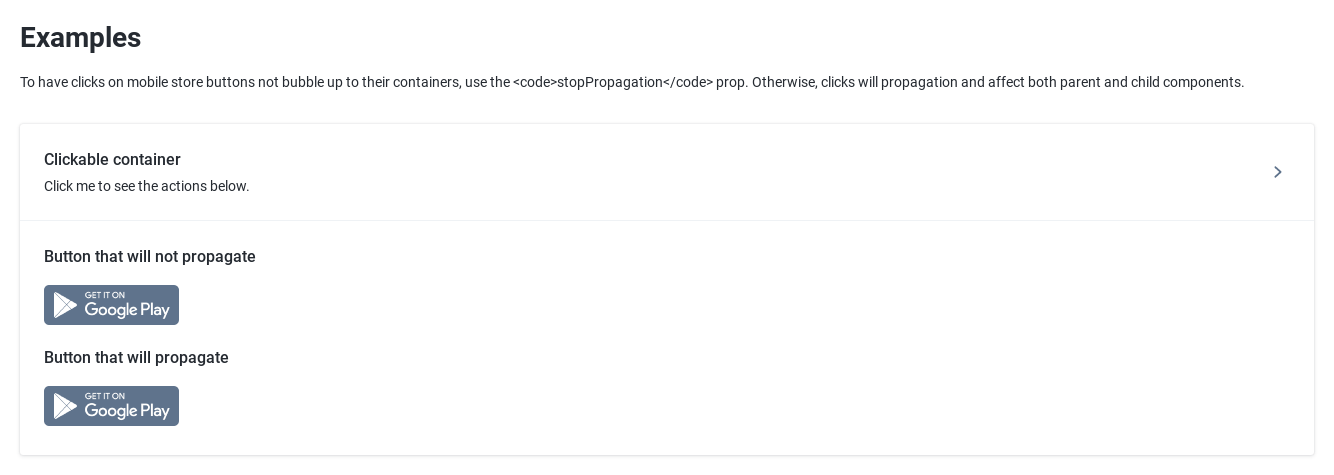 Examples
To have clicks on mobile store buttons not bubble up to their containers, use the <code>stopPropagation</code> prop. Otherwise, clicks will propagation and affect both parent and child components.
Clickable container
Click me to see the actions below.
Button that will not propagate
GET IT ON
Google Play
Button that will propagate
GET IT ON
Google Play